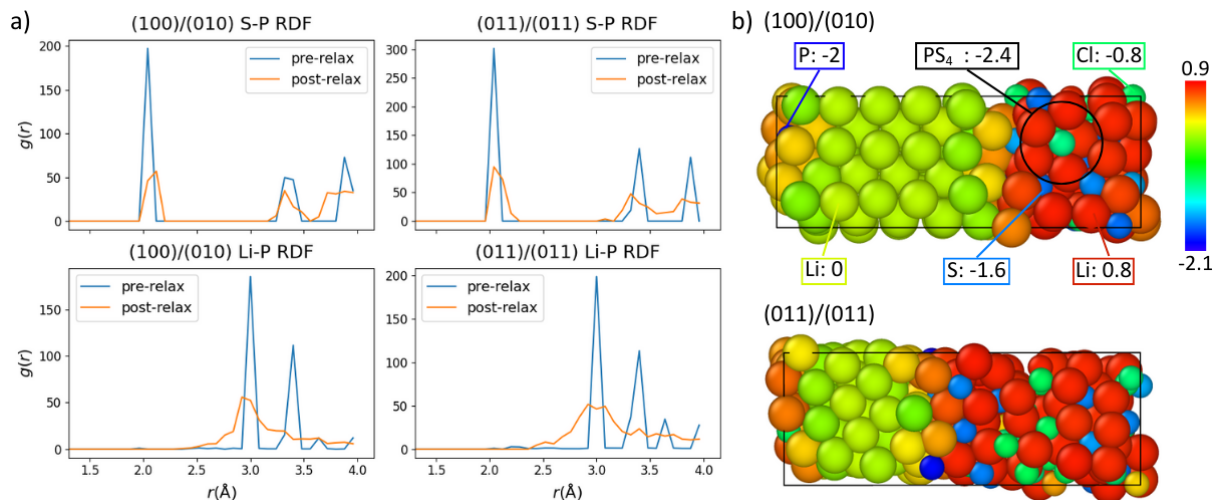 a)
(100)/(010) S-P RDF
200
150
100
50
0
g(r)
pre-relax
post-relax
(011)/(011) S-P RDF
300
250
200
150
100
50
0
pre-relax
post-relax
(100)/(010) Li-P RDF
200
150
100
50
0
g(r)
1.5
2.0
2.5
3.0
3.5
4.0
r(Å)
pre-relax
post-relax
(011)/(011) Li-P RDF
200
150
100
50
0
1.5
2.0
2.5
3.0
3.5
4.0
r(Å)
pre-relax
post-relax
b)
(100)/(010)
P: -2
PS₄ : -2.4
Cl: -0.8
0.9
-2.1
Li: 0
S: -1.6
Li: 0.8
(011)/(011)